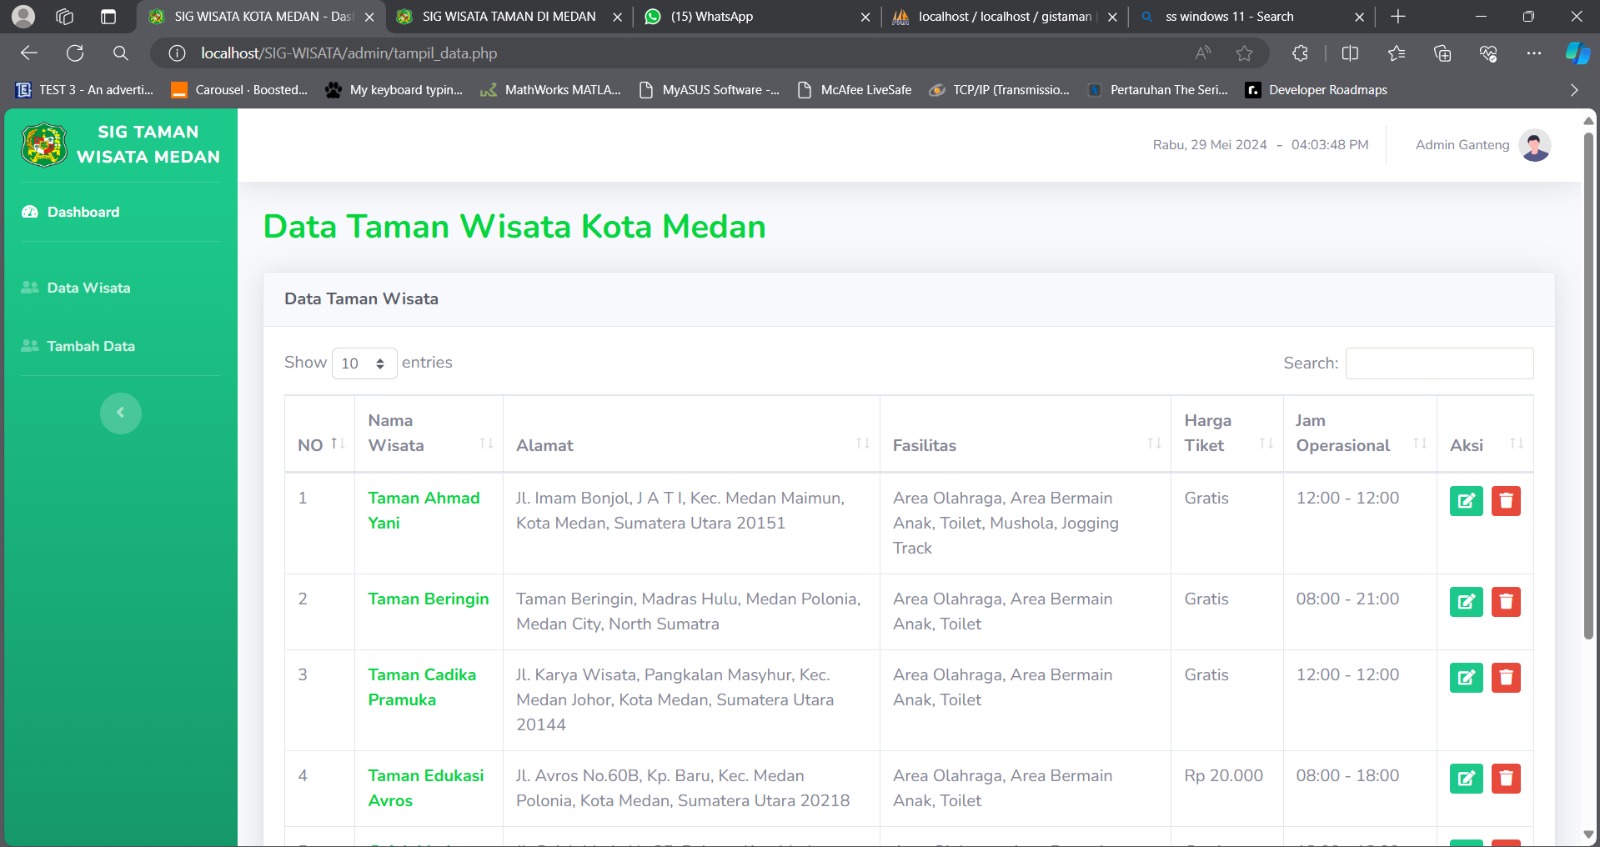 SIG WISATA KOTA MEDAN - Das
SIG WISATA TAMAN DI MEDAN
(15) WhatsApp
localhost / localhost / gistaman
ss windows 11 - Search
localhost/SIG-WISATA/admin/tampil_data.php
TEST 3 - An adverti...
Carousel · Boosted...
My keyboard typin...
MathWorks MATLA...
MyASUS Software -...
McAfee LiveSafe
TCP/IP (Transmissio...
Pertaruhan The Seri...
Developer Roadmaps
SIG TAMAN
WISATA MEDAN
Rabu, 29 Mei 2024 - 04:03:48 PM
Admin Ganteng
Dashboard
Data Wisata
Tambah Data
Data Taman Wisata Kota Medan
Data Taman Wisata
Show 10 entries
Search:
NO
Nama
Wisata
Alamat
Fasilitas
Harga
Tiket
Jam
Operasional
Aksi
1
Taman Ahmad
Yani
Jl. Imam Bonjol, J A T I, Kec. Medan Maimun,
Kota Medan, Sumatera Utara 20151
Area Olahraga, Area Bermain
Anak, Toilet, Mushola, Jogging
Track
Gratis
12:00 - 12:00
2
Taman Beringin
Taman Beringin, Madras Hulu, Medan Polonia,
Medan City, North Sumatra
Area Olahraga, Area Bermain
Anak, Toilet
Gratis
08:00 - 21:00
3
Taman Cadika
Pramuka
Jl. Karya Wisata, Pangkalan Masyhur, Kec.
Medan Johor, Kota Medan, Sumatera Utara
20144
Area Olahraga, Area Bermain
Anak, Toilet
Gratis
12:00 - 12:00
4
Taman Edukasi
Avros
Jl. Avros No.60B, Kp. Baru, Kec. Medan
Polonia, Kota Medan, Sumatera Utara 20218
Area Olahraga, Area Bermain
Anak, Toilet
Rp 20.000
08:00 - 18:00